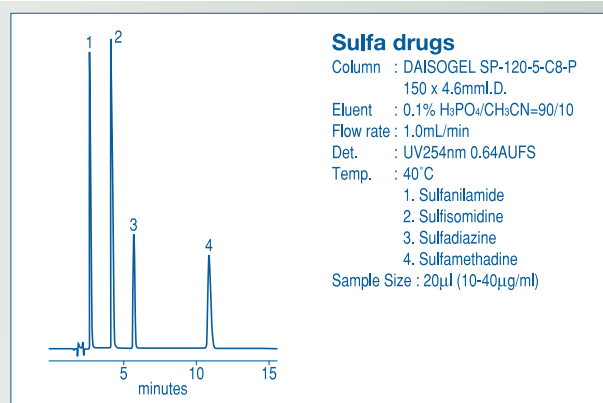 1
2
3
4
5
10
15
minutes
Sulfa drugs
Column : DAISOGEL SP-120-5-C8-P
150 x 4.6mmI.D.
Eluent : 0.1% H₃PO₄/CH₃CN=90/10
Flow rate : 1.0mL/min
Det. : UV254nm 0.64AUFS
Temp. : 40˚C
1. Sulfanilamide
2. Sulfisomidine
3. Sulfadiazine
4. Sulfamethadine
Sample Size : 20µl (10-40µg/ml)